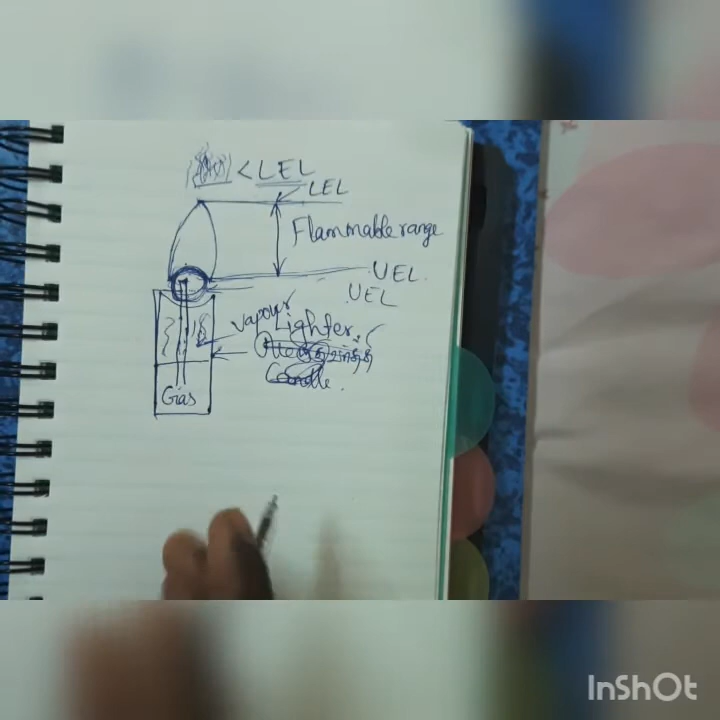 < LEL
LEL
Flammable range
UEL.
UEL
Vapour
Lighter.
Candle.
Gas
InShOt